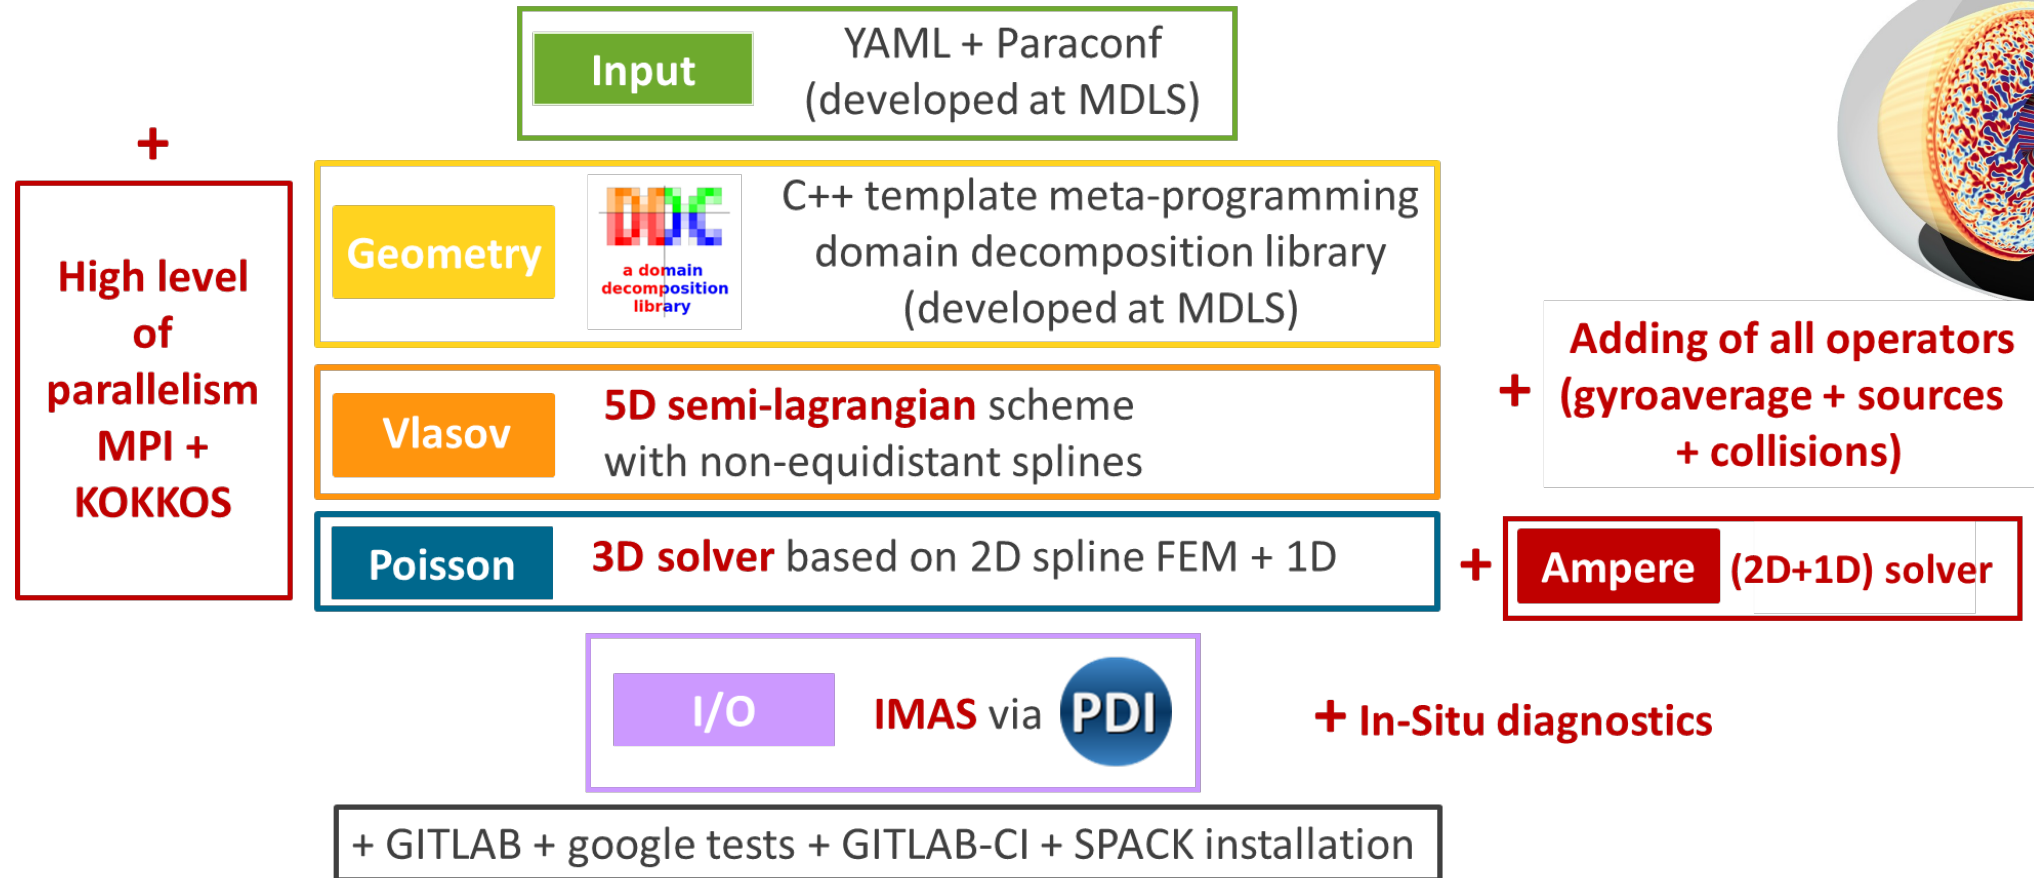 Input
YAML + Paraconf
(developed at MDLS)
+
High level
of
parallelism
MPI +
KOKKOS
Geometry
DDC
a domain
decomposition
library
C++ template meta-programming
domain decomposition library
(developed at MDLS)
Vlasov
5D semi-lagrangian scheme
with non-equidistant splines
+
Adding of all operators
(gyroaverage + sources
+ collisions)
Poisson
3D solver based on 2D spline FEM + 1D
+
Ampere (2D+1D) solver
I/O
IMAS via PDI
+ In-Situ diagnostics
+ GITLAB + google tests + GITLAB-CI + SPACK installation